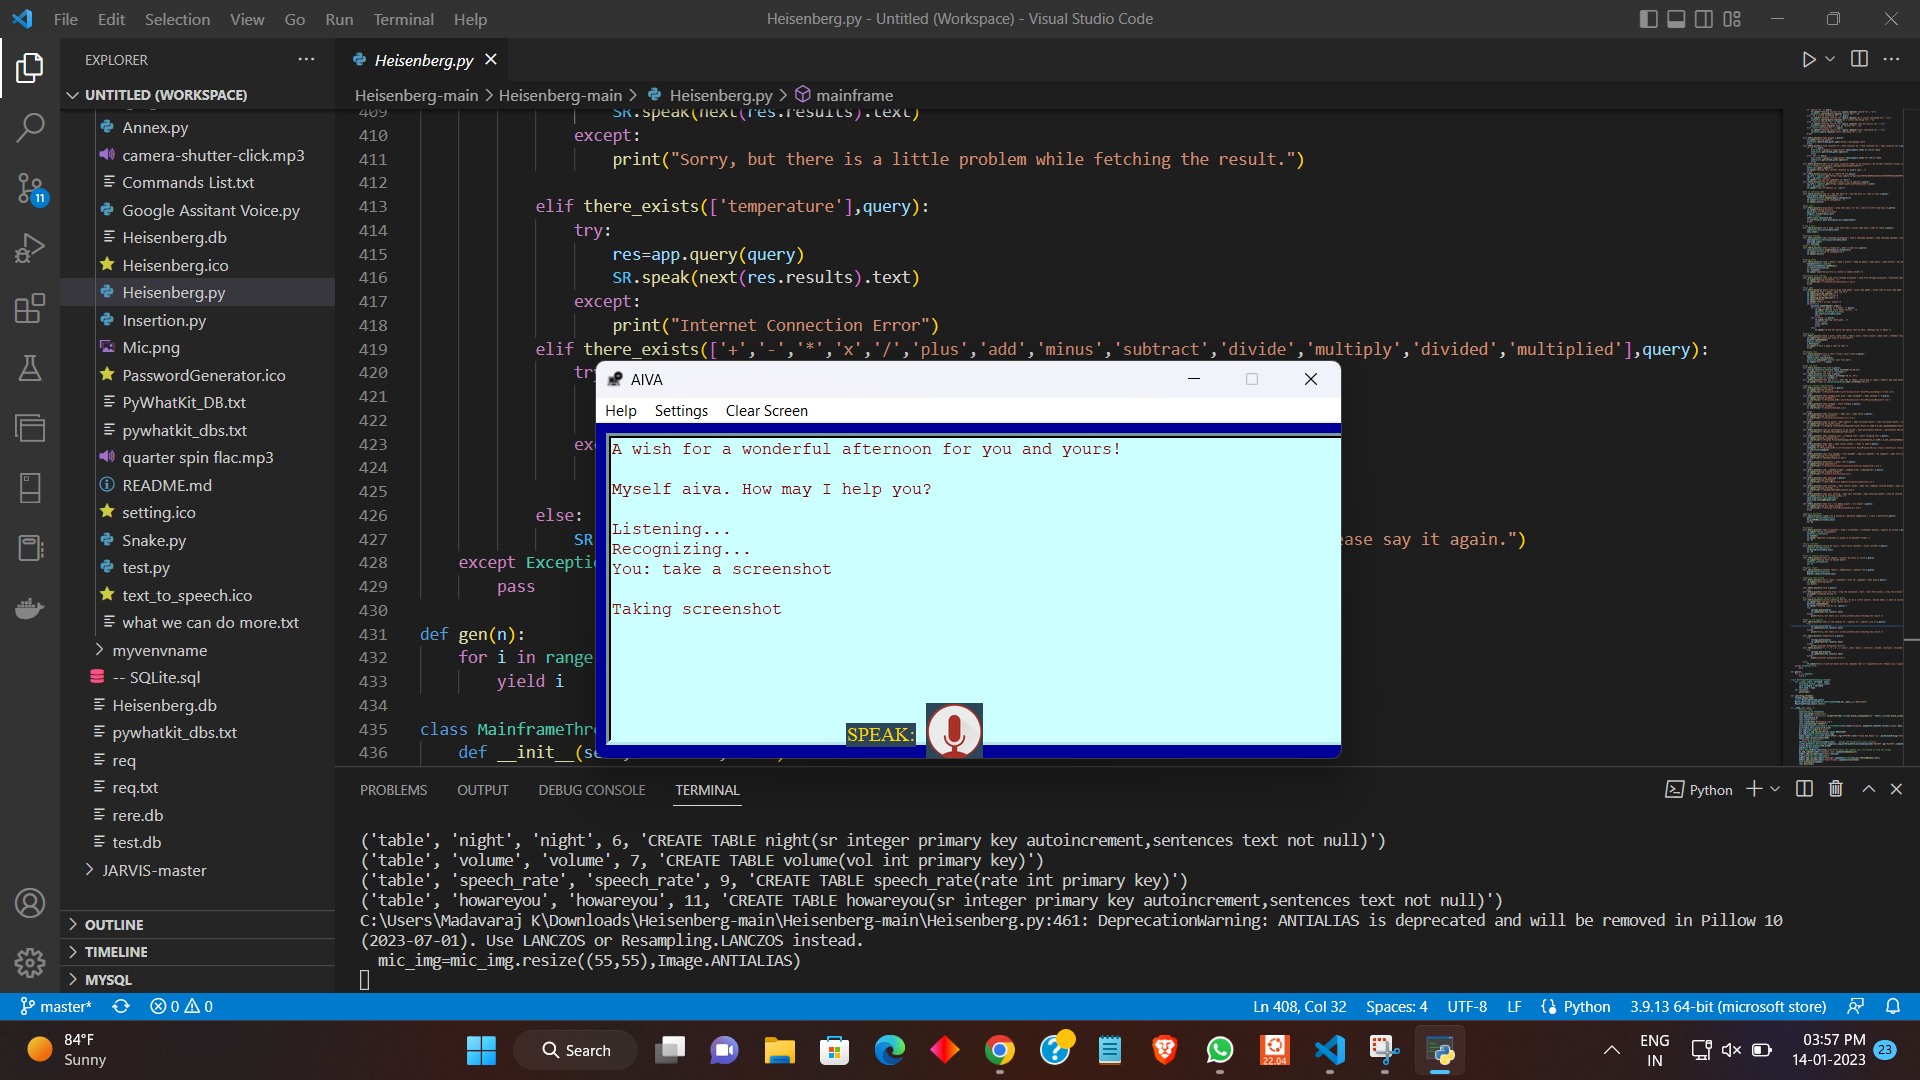 File Edit Selection View Go Run Terminal Help
Heisenberg.py - Untitled (Workspace) - Visual Studio Code
EXPLORER
UNTITLED (WORKSPACE)
Annex.py
camera-shutter-click.mp3
Commands List.txt
Google Assitant Voice.py
Heisenberg.db
Heisenberg.ico
Heisenberg.py
Insertion.py
Mic.png
PasswordGenerator.ico
PyWhatKit_DB.txt
pywhatkit_dbs.txt
quarter spin flac.mp3
README.md
setting.ico
Snake.py
test.py
text_to_speech.ico
what we can do more.txt
myvenvname
-- SQLite.sql
Heisenberg.db
pywhatkit_dbs.txt
req
req.txt
rere.db
test.db
JARVIS-master
OUTLINE
TIMELINE
MYSQL
11
Heisenberg.py
Heisenberg-main > Heisenberg-main > Heisenberg.py > mainframe
409 SR.speak(next(res.results).text)
410 except:
411 print("Sorry, but there is a little problem while fetching the result.")
412
413 elif there_exists(['temperature'],query):
414 try:
415 res=app.query(query)
416 SR.speak(next(res.results).text)
417 except:
418 print("Internet Connection Error")
419 elif there_exists(['+','-','*','x','/','plus','add','minus','subtract','divide','multiply','divided','multiplied'],query):
420 try
421
422
423 ex
424
425
426 else:
427 SR ase say it again.")
428 except Exceptio
429 pass
430
431 def gen(n):
432 for i in range
433 yield i
434
435 class MainframeThr
436 def __init__(se
AIVA
Help Settings Clear Screen
A wish for a wonderful afternoon for you and yours!
Myself aiva. How may I help you?
Listening...
Recognizing...
You: take a screenshot
Taking screenshot
SPEAK:
PROBLEMS OUTPUT DEBUG CONSOLE TERMINAL
Python
('table', 'night', 'night', 6, 'CREATE TABLE night(sr integer primary key autoincrement,sentences text not null)')
('table', 'volume', 'volume', 7, 'CREATE TABLE volume(vol int primary key)')
('table', 'speech_rate', 'speech_rate', 9, 'CREATE TABLE speech_rate(rate int primary key)')
('table', 'howareyou', 'howareyou', 11, 'CREATE TABLE howareyou(sr integer primary key autoincrement,sentences text not null)')
C:\Users\Madavaraj K\Downloads\Heisenberg-main\Heisenberg-main\Heisenberg.py:461: DeprecationWarning: ANTIALIAS is deprecated and will be removed in Pillow 10
(2023-07-01). Use LANCZOS or Resampling.LANCZOS instead.
mic_img=mic_img.resize((55,55),Image.ANTIALIAS)
master* 0 0
Ln 408, Col 32 Spaces: 4 UTF-8 LF Python 3.9.13 64-bit (microsoft store)
84°F
Sunny
Search
22.04
ENG
IN
03:57 PM
14-01-2023
23